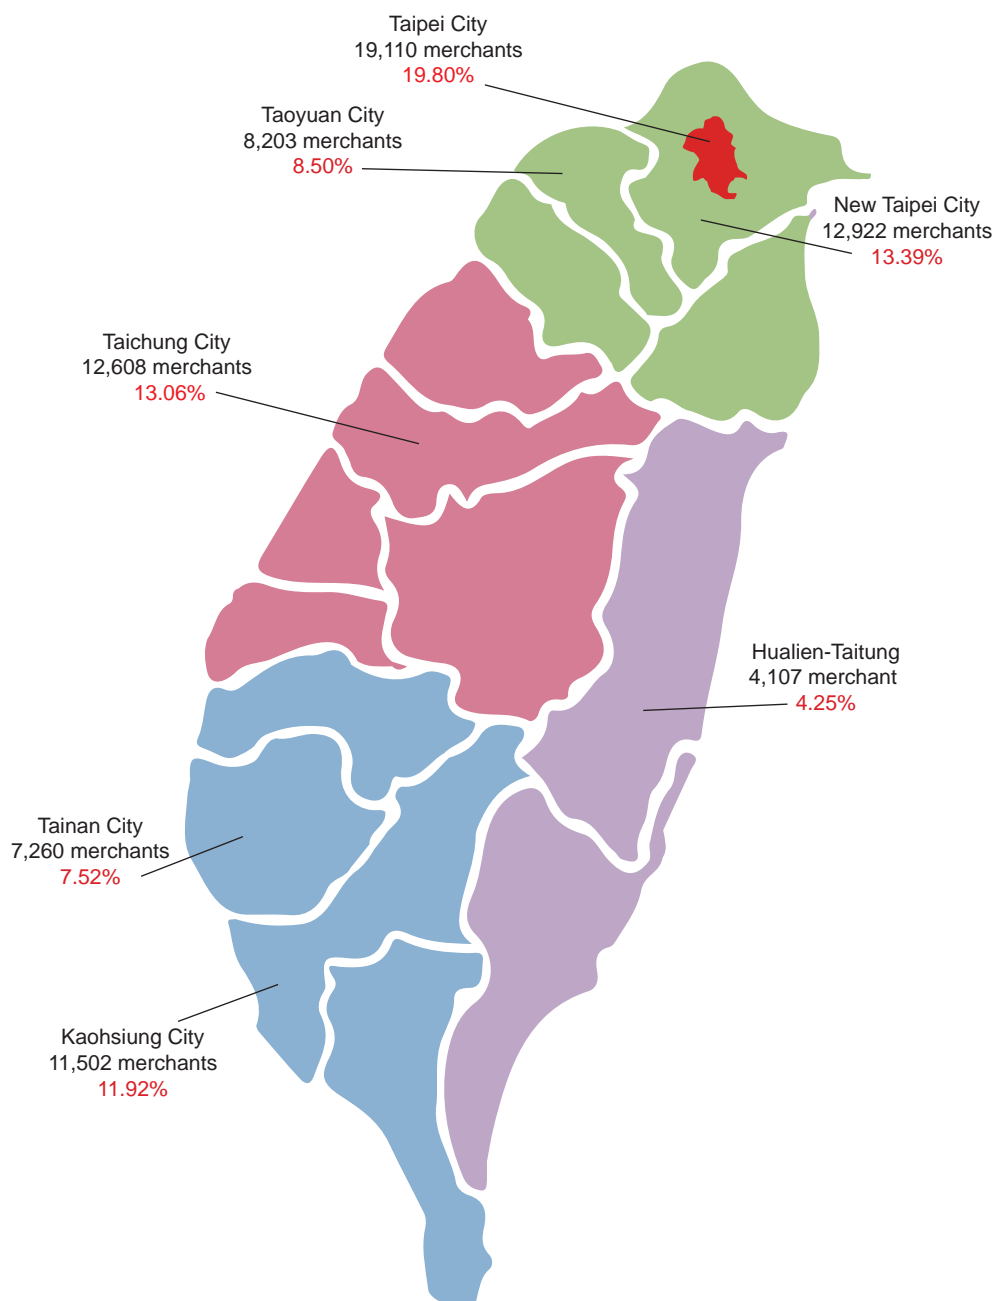 Taipei City
19,110 merchants
19.80%
Taoyuan City
8,203 merchants
8.50%
New Taipei City
12,922 merchants
13.39%
Taichung City
12,608 merchants
13.06%
Hualien-Taitung
4,107 merchant
4.25%
Tainan City
7,260 merchants
7.52%
Kaohsiung City
11,502 merchants
11.92%